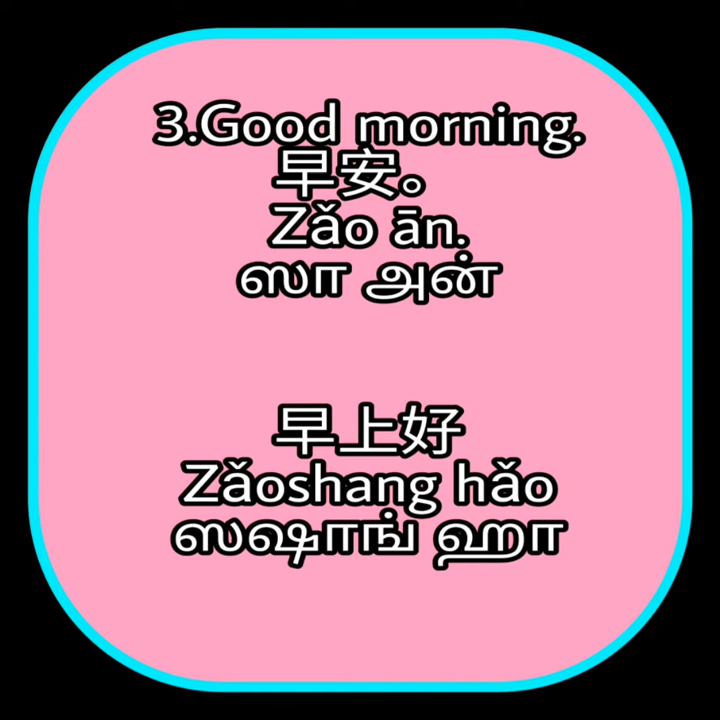 3.Good morning.
早安。
Zǎo ān.
ஸா அன்
早上好
Zǎoshang hǎo
ஸஷாங் ஹா